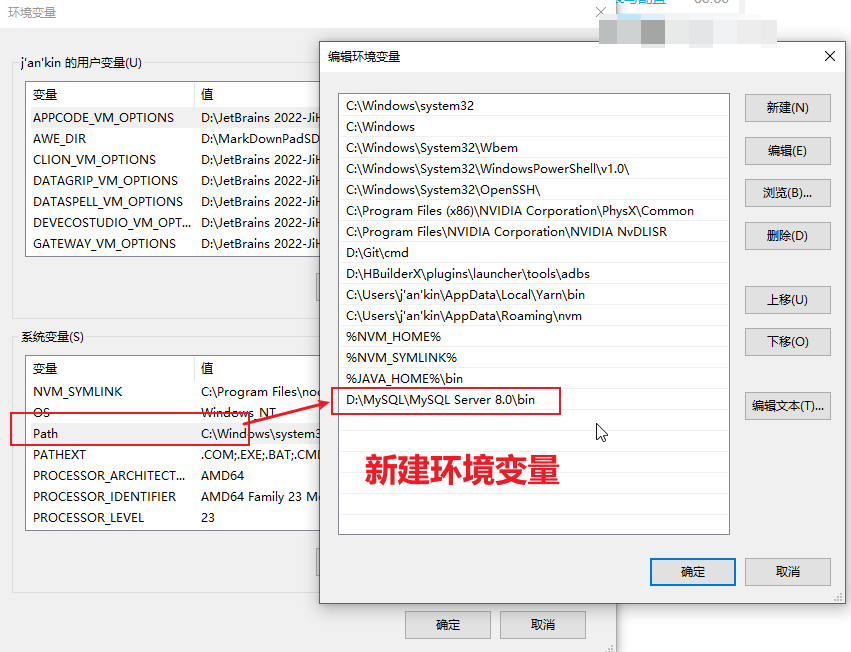 环境变量
j'an'kin 的用户变量(U)
变量 值
APPCODE_VM_OPTIONS D:\JetBrains 2022-JiH
AWE_DIR D:\MarkDownPadSD
CLION_VM_OPTIONS D:\JetBrains 2022-JiH
DATAGRIP_VM_OPTIONS D:\JetBrains 2022-JiH
DATASPELL_VM_OPTIONS D:\JetBrains 2022-JiH
DEVECOSTUDIO_VM_OPT... D:\JetBrains 2022-JiH
GATEWAY_VM_OPTIONS D:\JetBrains 2022-JiH
系统变量(S)
变量 值
NVM_SYMLINK C:\Program Files\noc
OS Windows_NT
Path C:\Windows\system3
PATHEXT .COM;.EXE;.BAT;.CMI
PROCESSOR_ARCHITECT... AMD64
PROCESSOR_IDENTIFIER AMD64 Family 23 Mo
PROCESSOR_LEVEL 23
确定 取消
编辑环境变量
C:\Windows\system32
C:\Windows
C:\Windows\System32\Wbem
C:\Windows\System32\WindowsPowerShell\v1.0\
C:\Windows\System32\OpenSSH\
C:\Program Files (x86)\NVIDIA Corporation\PhysX\Common
C:\Program Files\NVIDIA Corporation\NVIDIA NvDLISR
D:\Git\cmd
D:\HBuilderX\plugins\launcher\tools\adbs
C:\Users\j'an'kin\AppData\Local\Yarn\bin
C:\Users\j'an'kin\AppData\Roaming\nvm
%NVM_HOME%
%NVM_SYMLINK%
%JAVA_HOME%\bin
D:\MySQL\MySQL Server 8.0\bin
新建环境变量
新建(N)
编辑(E)
浏览(B)...
删除(D)
上移(U)
下移(O)
编辑文本(T)...
确定 取消